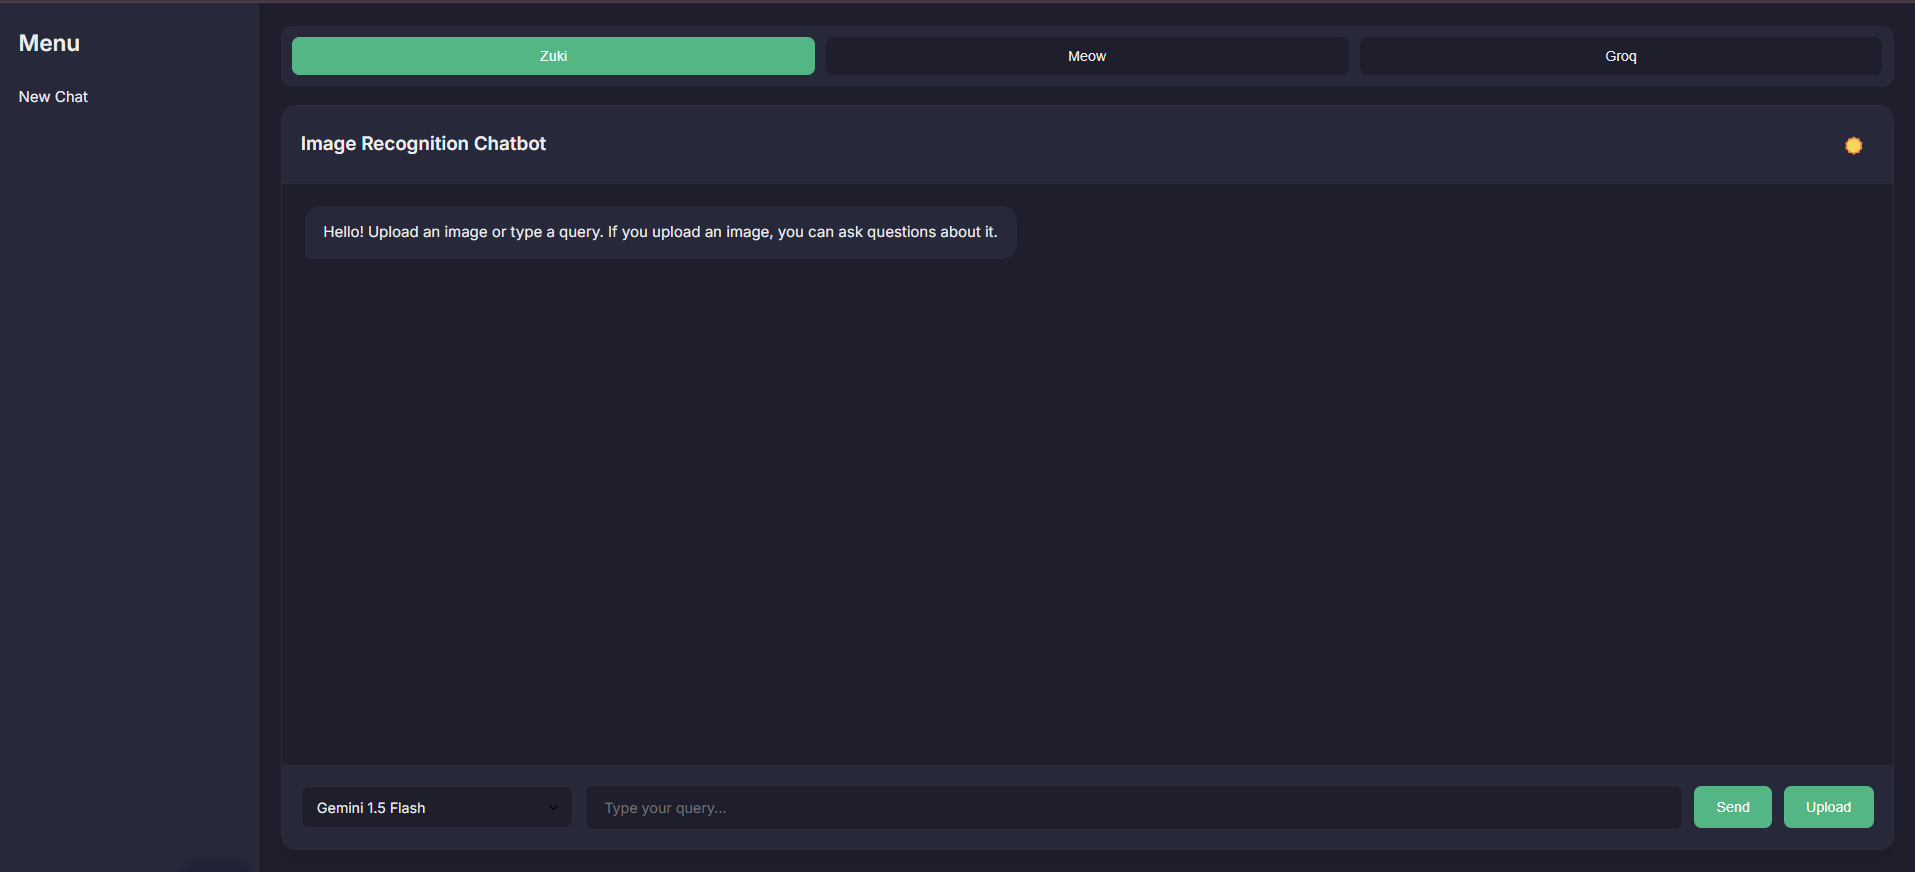 Menu
New Chat
Zuki
Meow
Groq
Image Recognition Chatbot
Hello! Upload an image or type a query. If you upload an image, you can ask questions about it.
Gemini 1.5 Flash
Type your query...
Send
Upload